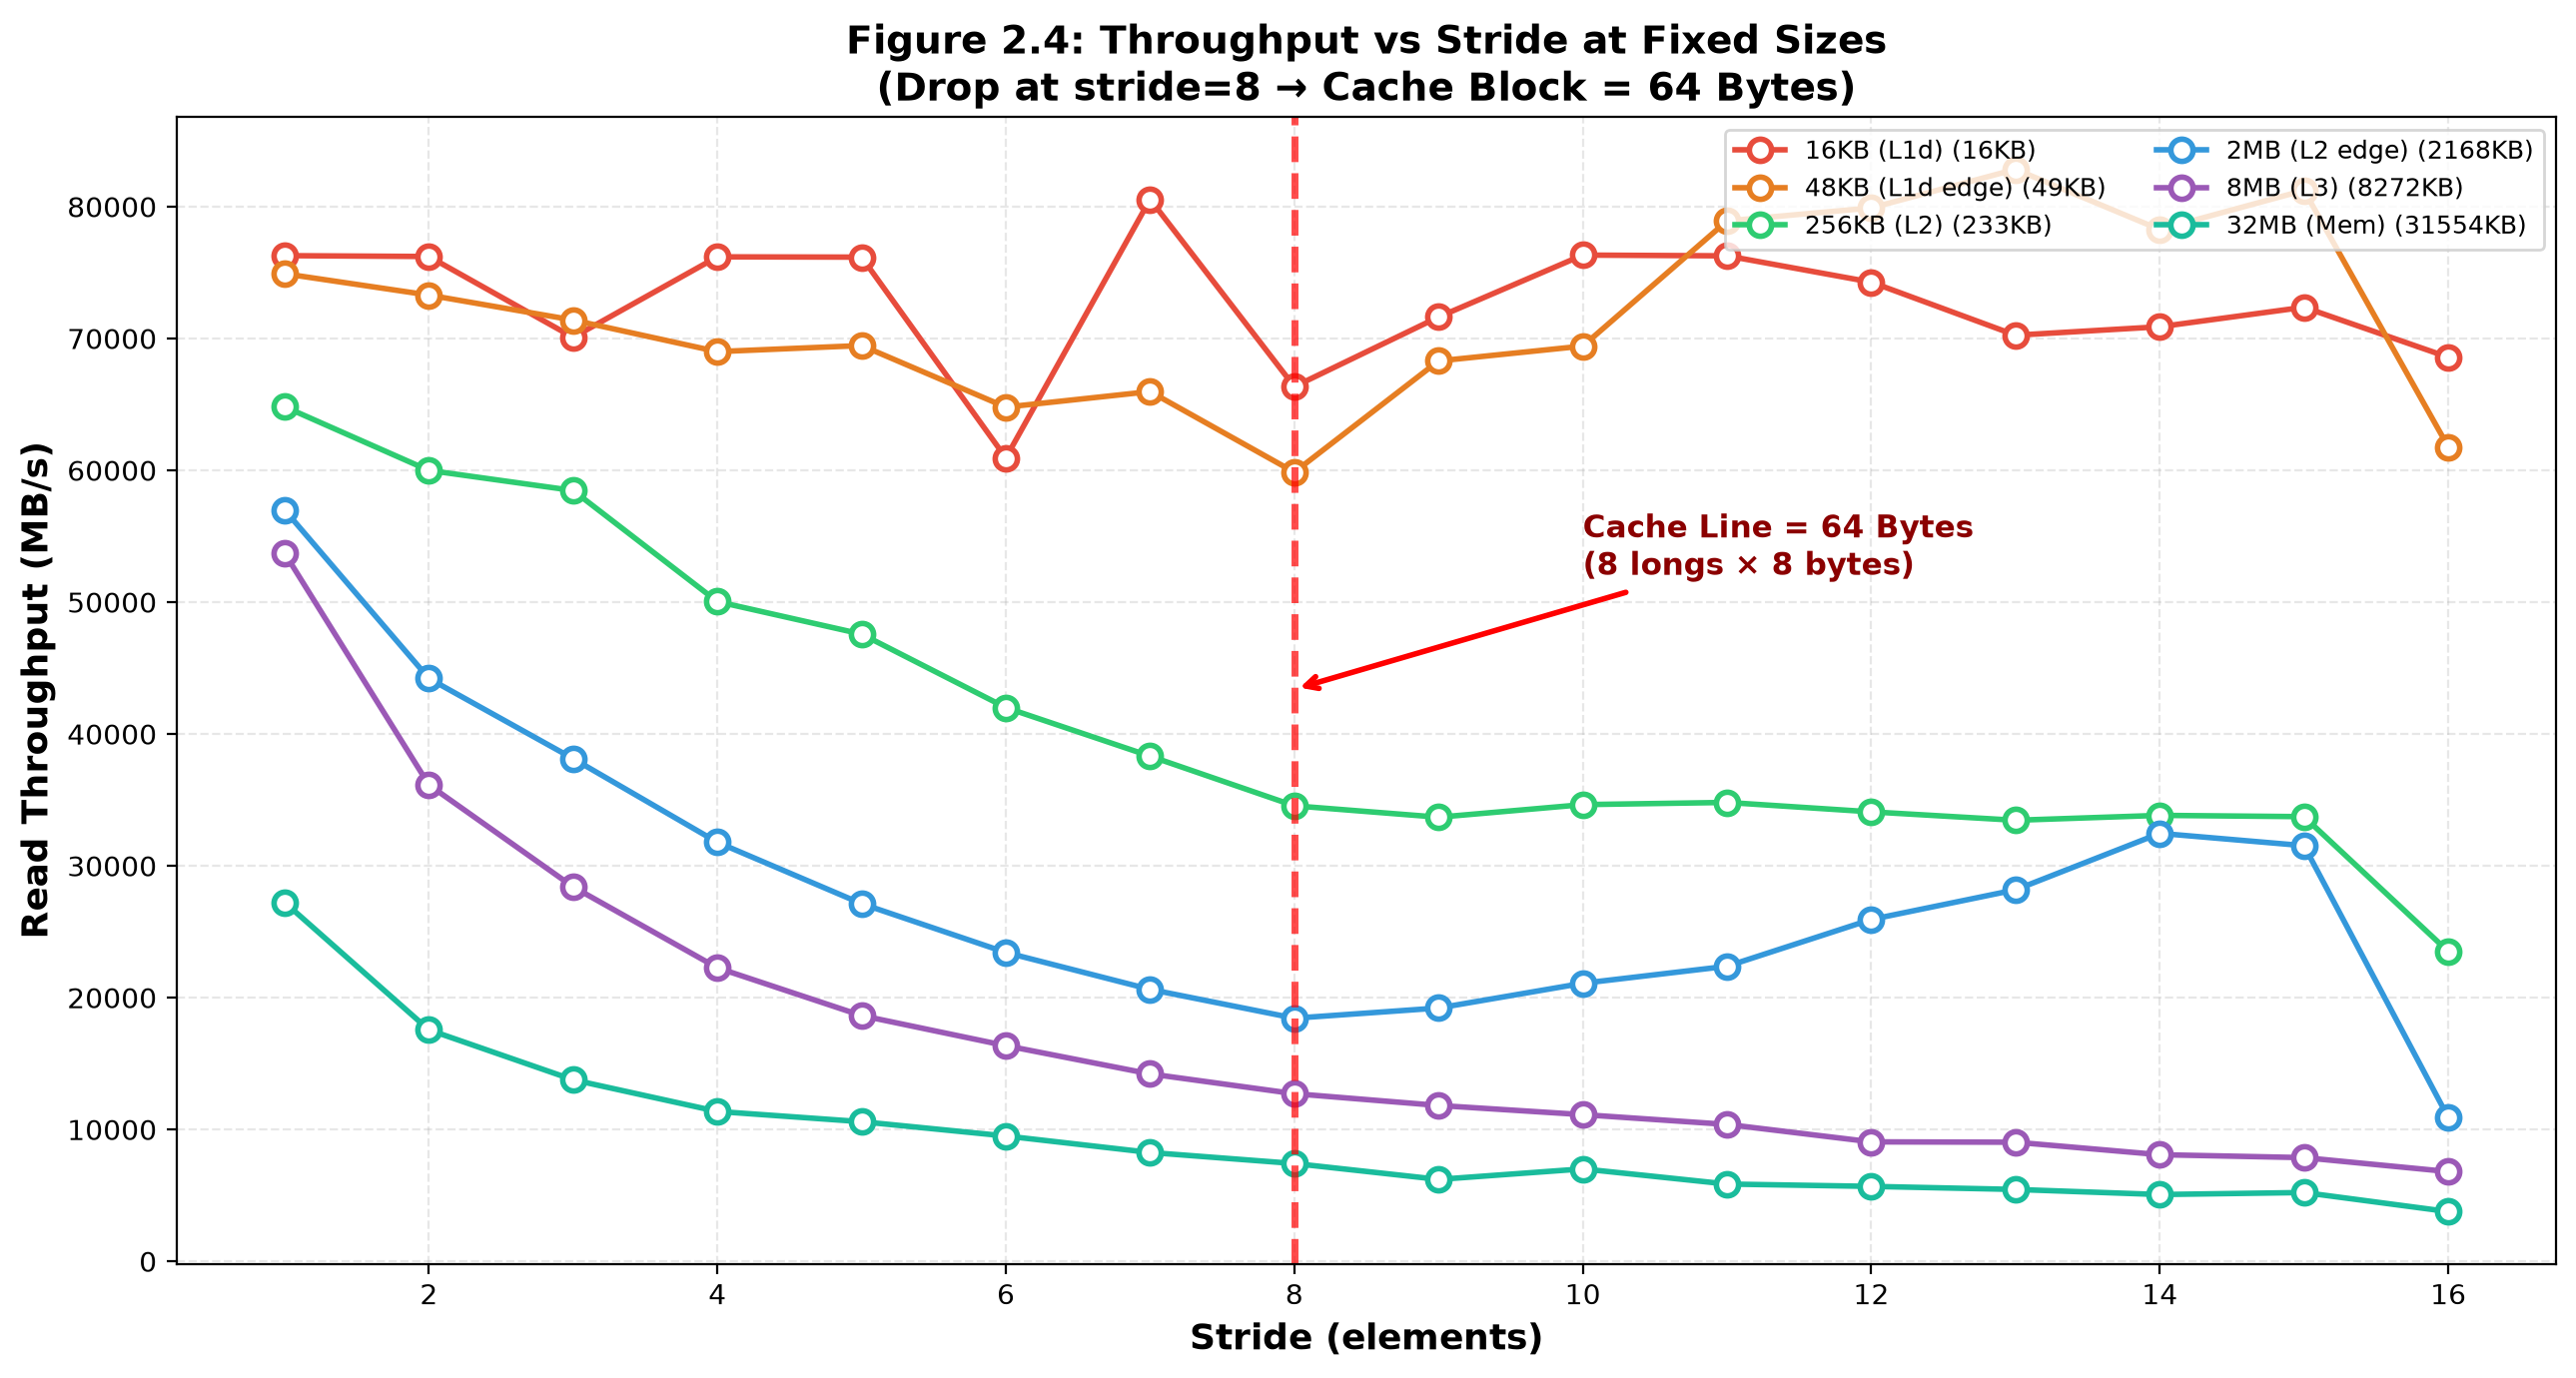 Figure 2.4: Throughput vs Stride at Fixed Sizes
(Drop at stride=8 → Cache Block = 64 Bytes)
16KB (L1d) (16KB)
48KB (L1d edge) (49KB)
256KB (L2) (233KB)
2MB (L2 edge) (2168KB)
8MB (L3) (8272KB)
32MB (Mem) (31554KB)
Read Throughput (MB/s)
80000
70000
60000
50000
40000
30000
20000
10000
0
Cache Line = 64 Bytes
(8 longs × 8 bytes)
2 4 6 8 10 12 14 16
Stride (elements)